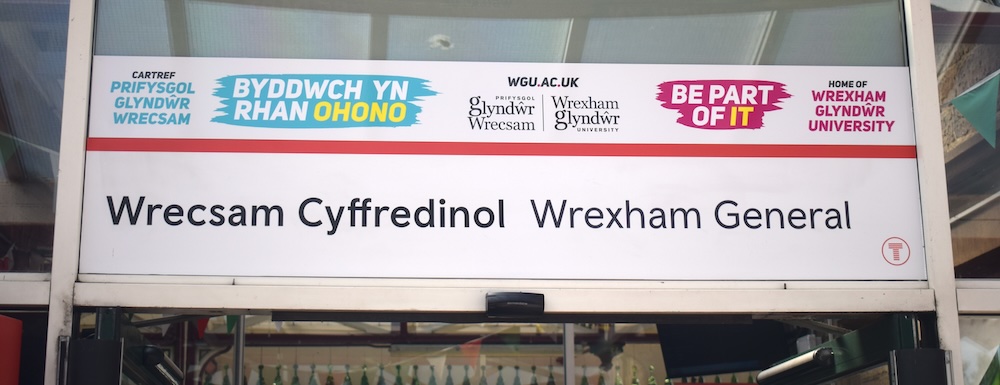 CARTREF
PRIFYSGOL
GLYNDŴR
WRECSAM
BYDDWCH YN
RHAN OHONO
WGU.AC.UK
PRIFYSGOL
glyndŵr
Wrecsam
Wrexham
glyndŵr
UNIVERSITY
BE PART
OF IT
HOME OF
WREXHAM
GLYNDŴR
UNIVERSITY
Wrecsam Cyffredinol Wrexham General
T